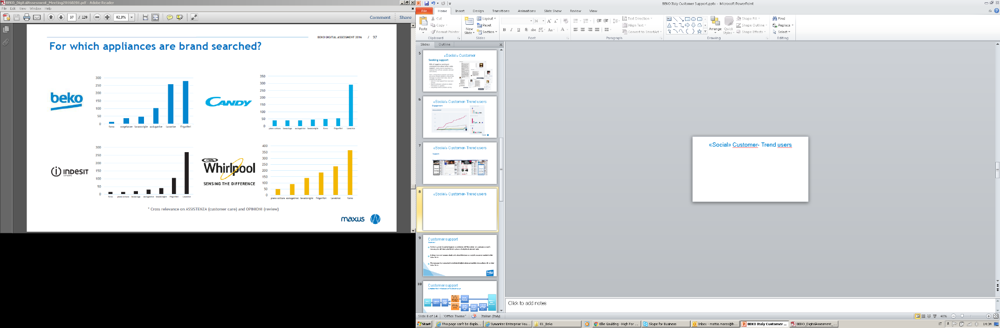 BEKO_DigitalAssesment_Meeting20160201.pdf - Adobe Reader
File Edit View Window Help
97 / 120 82,9% Comment Share
BEKO DIGITAL ASSESSMENT 2016 / 97
For which appliances are brand searched?
beko
300
250
200
150
100
50
0
forno congelatore lavastoviglie asciugatrice Lavatrice Frigoriferi
CANDY
350
300
250
200
150
100
50
0
piano cottura lavasciuga asciugatrice lavastoviglie forno Frigoriferi Lavatrice
INDESIT
company
300
250
200
150
100
50
0
forno piano cottura lavasciuga asciugatrice lavastoviglie Frigoriferi Lavatrice
Whirlpool
SENSING THE DIFFERENCE
400
350
300
250
200
150
100
50
0
piano cottura asciugatrice lavastoviglie Frigoriferi Lavatrice forno
* Cross relevance on ASSISTENZA (customer care) and OPINIONI (review)
maxus
BEKO Italy Customer Support.pptx - Microsoft PowerPoint
File Home Insert Design Transitions Animations Slide Show Review View
Paste
Cut
Copy
Format Painter
Clipboard
New
Slide
Layout
Reset
Section
Slides
36
Font
Text Direction
Align Text
Convert to SmartArt
Paragraph
Arrange
Quick
Styles
Shape Fill
Shape Outline
Shape Effects
Drawing
Find
Replace
Select
Editing
Slides Outline
5
«Social» Customer
Seeking support
6
«Social» Customer- Trend users
Engagement
7
«Social» Customer- Trend users
Support
8
«Social» Customer- Trend users
9
Customer support
beko
10
Customer support
«Social» Customer- Trend users
Click to add notes
Slide 8 of 14 "Office Theme" Italian (Italy) 40%
Start This page can't be displa... Symantec Enterprise Vau... 01_Beko Ellie Goulding - High For ... Skype for Business Inbox - mattia.marzo@b... BEKO Italy Customer ... BEKO_DigitalAssesment_... IT 14:34